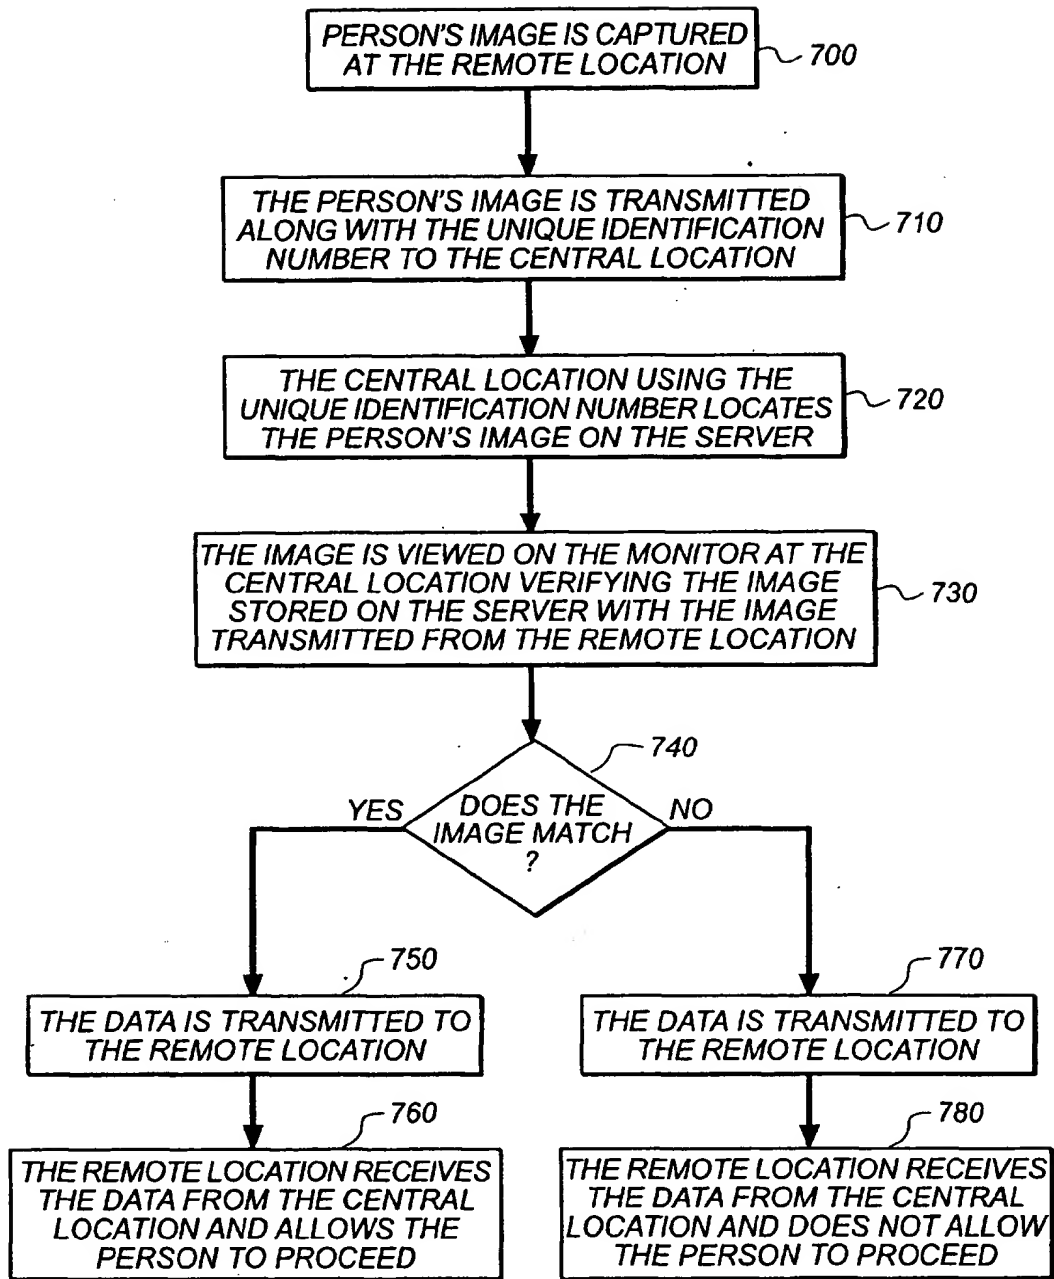 PERSON'S IMAGE IS CAPTURED
AT THE REMOTE LOCATION
700
THE PERSON'S IMAGE IS TRANSMITTED
ALONG WITH THE UNIQUE IDENTIFICATION
NUMBER TO THE CENTRAL LOCATION
710
THE CENTRAL LOCATION USING THE
UNIQUE IDENTIFICATION NUMBER LOCATES
THE PERSON'S IMAGE ON THE SERVER
720
THE IMAGE IS VIEWED ON THE MONITOR AT THE
CENTRAL LOCATION VERIFYING THE IMAGE
STORED ON THE SERVER WITH THE IMAGE
TRANSMITTED FROM THE REMOTE LOCATION
730
740
YES
DOES THE
IMAGE MATCH
?
NO
750
THE DATA IS TRANSMITTED TO
THE REMOTE LOCATION
770
THE DATA IS TRANSMITTED TO
THE REMOTE LOCATION
760
THE REMOTE LOCATION RECEIVES
THE DATA FROM THE CENTRAL
LOCATION AND ALLOWS THE
PERSON TO PROCEED
780
THE REMOTE LOCATION RECEIVES
THE DATA FROM THE CENTRAL
LOCATION AND DOES NOT ALLOW
THE PERSON TO PROCEED